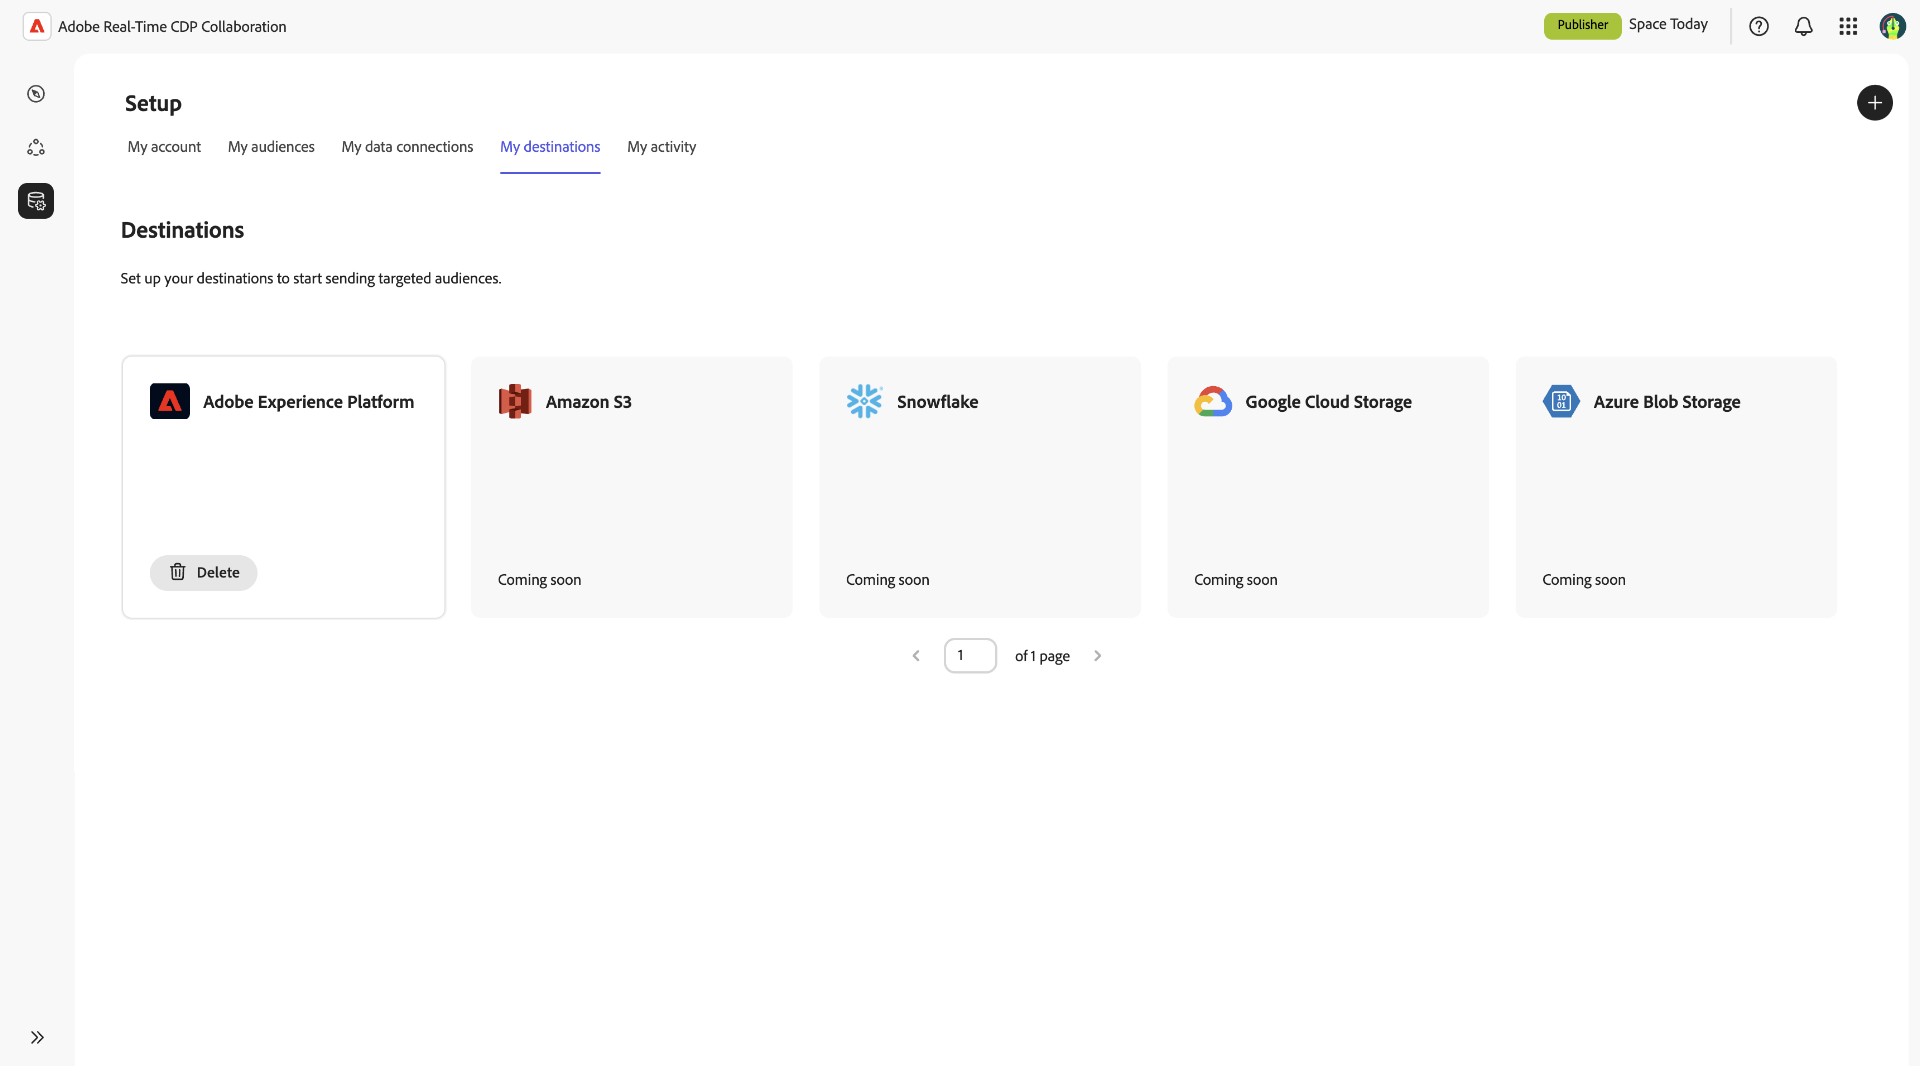 Adobe Real-Time CDP Collaboration
Publisher
Space Today
Setup
My account
My audiences
My data connections
My destinations
My activity
Destinations
Set up your destinations to start sending targeted audiences.
Adobe Experience Platform
Delete
Amazon S3
Coming soon
Snowflake
Coming soon
Google Cloud Storage
Coming soon
10
01
Azure Blob Storage
Coming soon
1
of 1 page